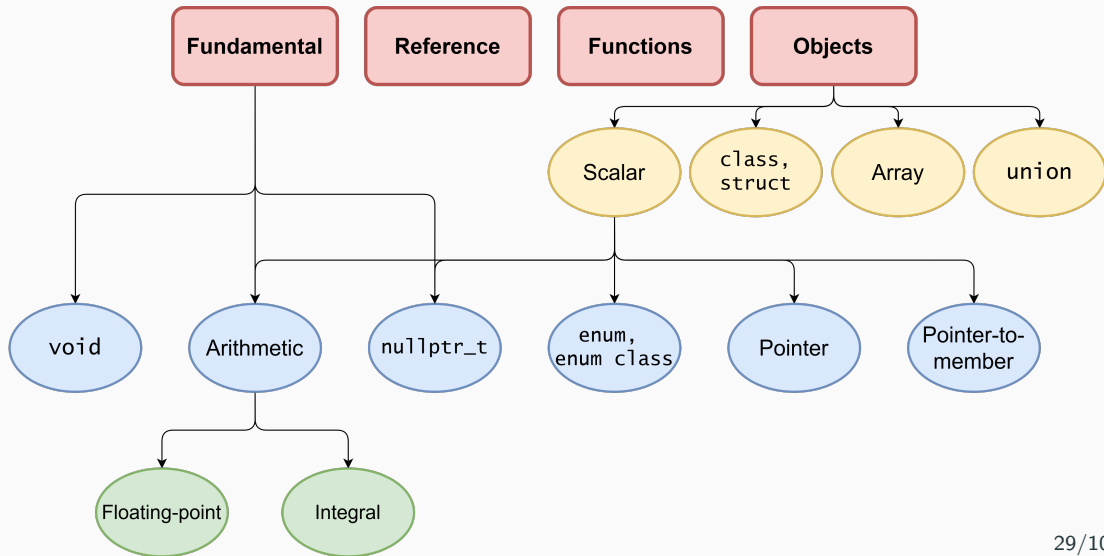 Fundamental
Reference
Functions
Objects
Scalar
class,
struct
Array
union
void
Arithmetic
nullptr_t
enum,
enum class
Pointer
Pointer-to-
member
Floating-point
Integral
29/10